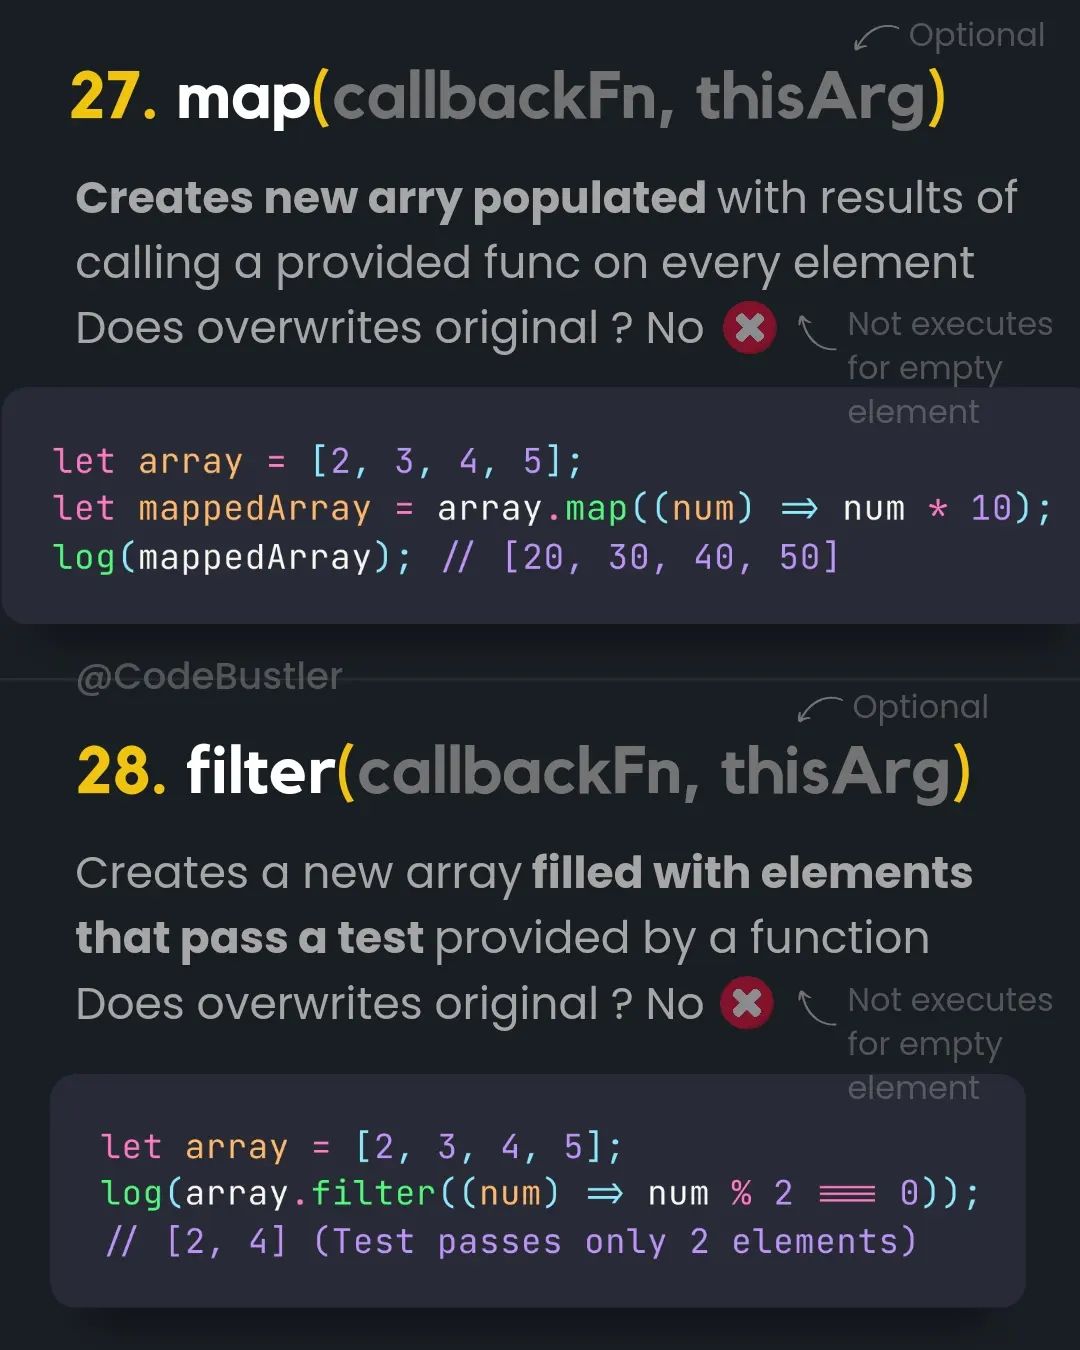 Optional
27. map(callbackFn, thisArg)
Creates new arry populated with results of
calling a provided func on every element
Does overwrites original ? No
Not executes
for empty
element
let array = [2, 3, 4, 5];
let mappedArray = array.map((num) => num * 10);
log(mappedArray); // [20, 30, 40, 50]
@CodeBustler
Optional
28. filter(callbackFn, thisArg)
Creates a new array filled with elements
that pass a test provided by a function
Does overwrites original ? No
Not executes
for empty
element
let array = [2, 3, 4, 5];
log(array.filter((num) => num % 2 === 0));
// [2, 4] (Test passes only 2 elements)